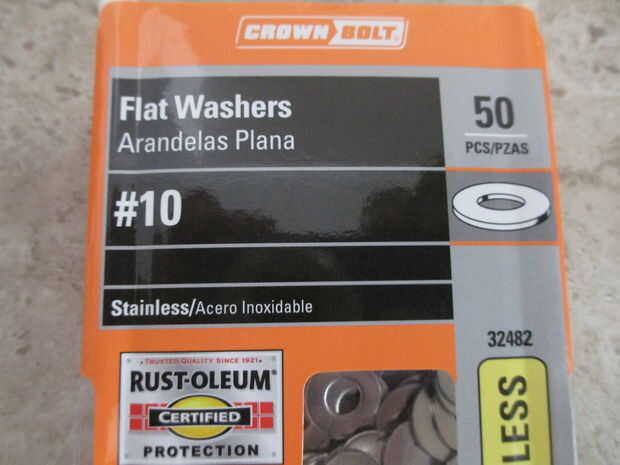 CROWN BOLT
Flat Washers
Arandelas Plana
50
PCS/PZAS
#10
Stainless/Acero Inoxidable
32482
TRUSTED QUALITY SINCE 1921
RUST-OLEUM®
CERTIFIED
PROTECTION
LESS